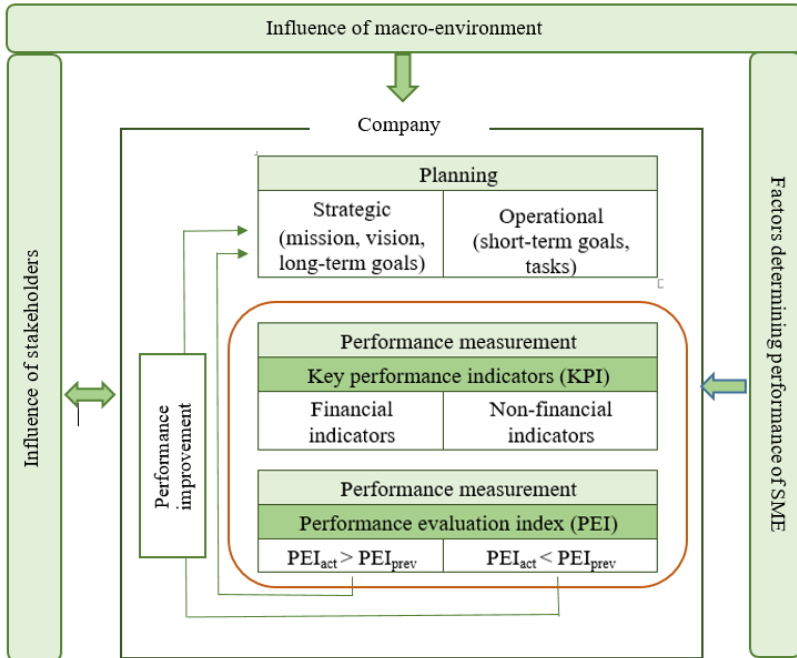 Influence of macro-environment
Influence of stakeholders
Company
Planning
Strategic
(mission, vision,
long-term goals)
Operational
(short-term goals,
tasks)
Performance measurement
Key performance indicators (KPI)
Financial
indicators
Non-financial
indicators
Performance
improvement
Performance measurement
Performance evaluation index (PEI)
PEIact > PEIprev
PEIact < PEIprev
Factors determining performance of SME